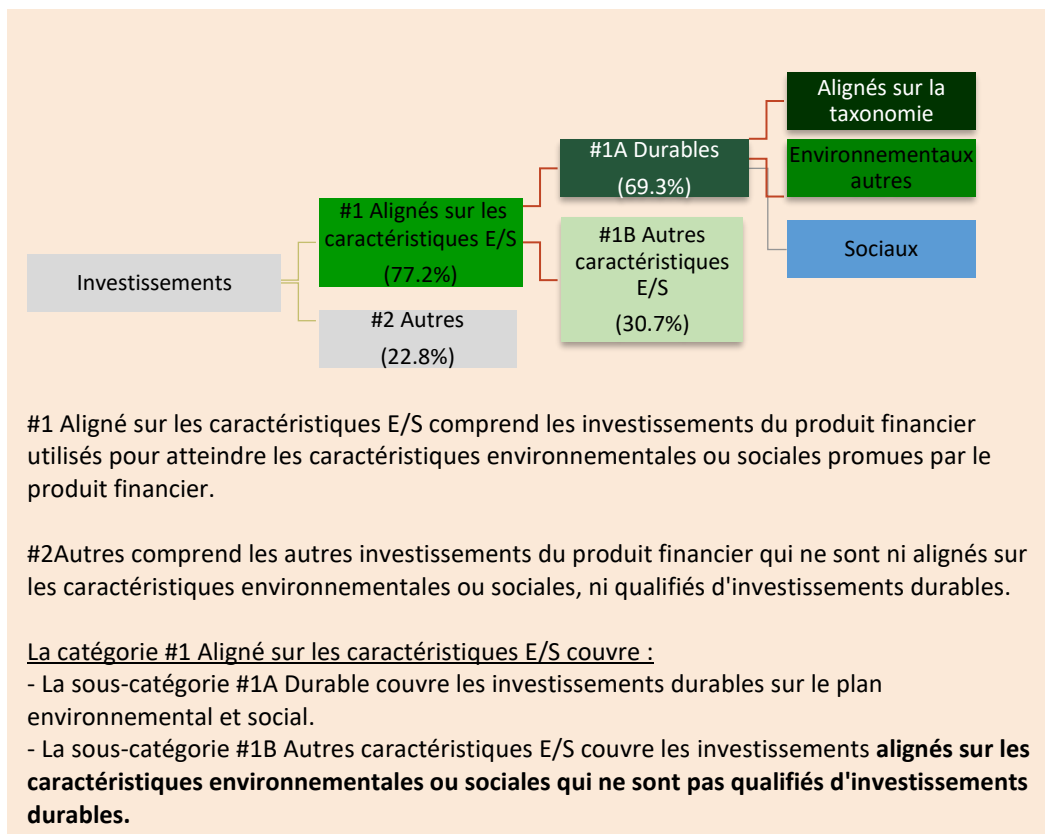 Alignés sur la
taxonomie
#1A Durables
(69.3%)
Environnementaux
autres
#1 Alignés sur les
caractéristiques E/S
(77.2%)
#1B Autres
caractéristiques
E/S
(30.7%)
Sociaux
Investissements
#2 Autres
(22.8%)
#1 Aligné sur les caractéristiques E/S comprend les investissements du produit financier
utilisés pour atteindre les caractéristiques environnementales ou sociales promues par le
produit financier.
#2Autres comprend les autres investissements du produit financier qui ne sont ni alignés sur
les caractéristiques environnementales ou sociales, ni qualifiés d'investissements durables.
La catégorie #1 Aligné sur les caractéristiques E/S couvre :
- La sous-catégorie #1A Durable couvre les investissements durables sur le plan
environnemental et social.
- La sous-catégorie #1B Autres caractéristiques E/S couvre les investissements alignés sur les
caractéristiques environnementales ou sociales qui ne sont pas qualifiés d'investissements
durables.